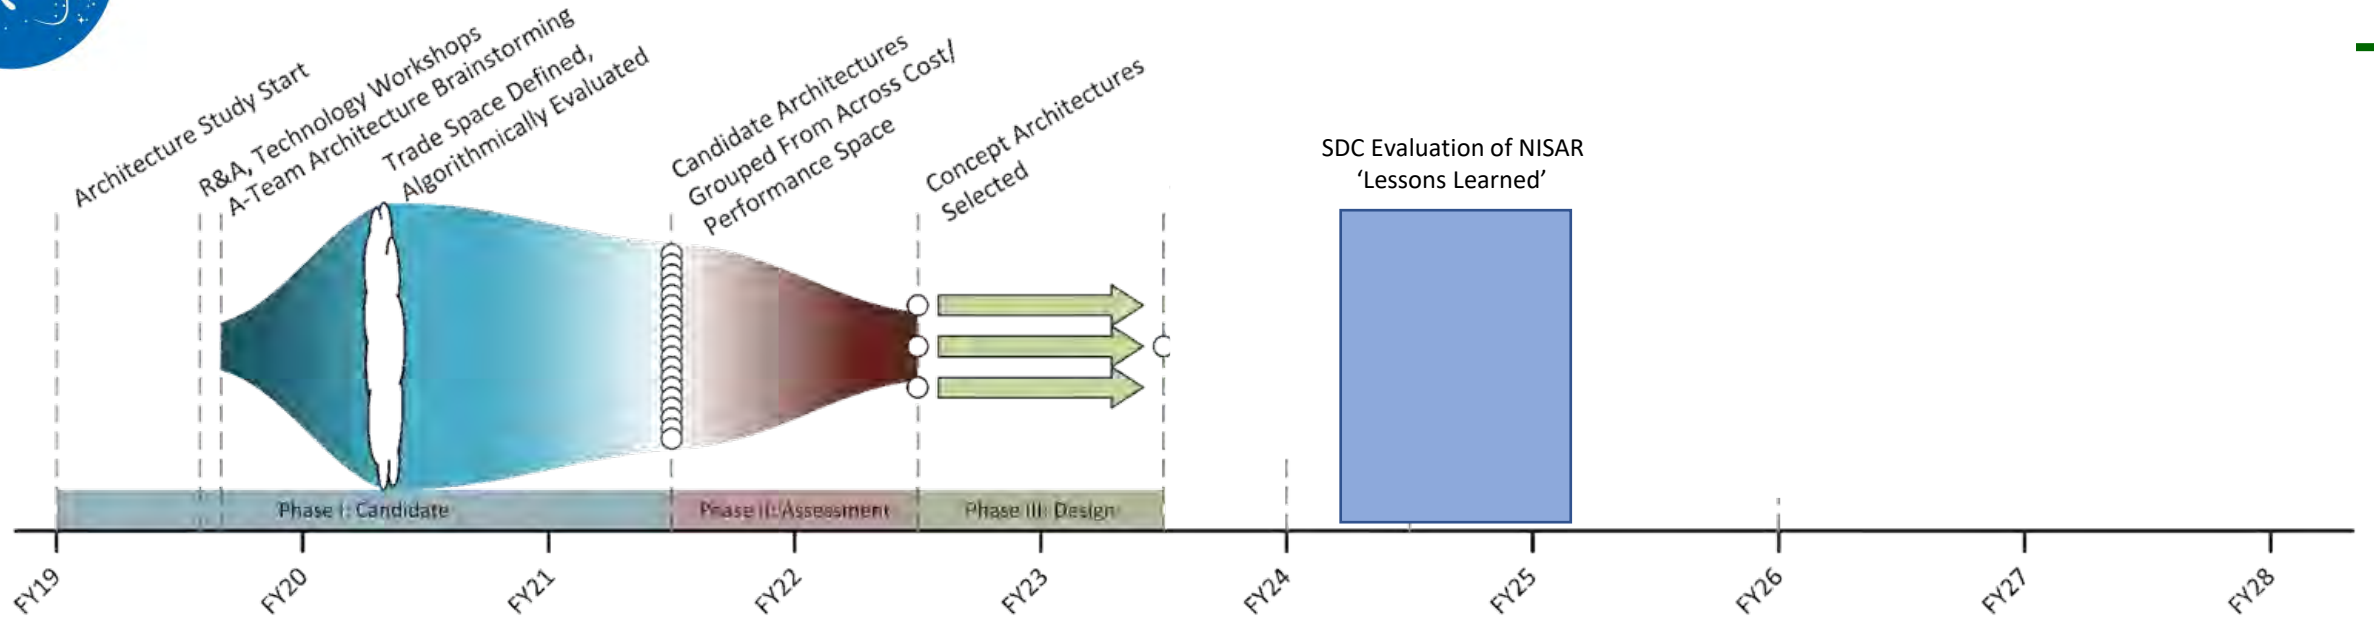 Architecture Study Start
R&A, Technology Workshops
A-Team Architecture Brainstorming
Trade Space Defined,
Algorithmically Evaluated
Candidate Architectures
Grouped From Across Cost/
Performance Space
Concept Architectures
Selected
SDC Evaluation of NISAR
‘Lessons Learned’
Phase I: Candidate
Phase II: Assessment
Phase III: Design
FY19
FY20
FY21
FY22
FY23
FY24
FY25
FY26
FY27
FY28